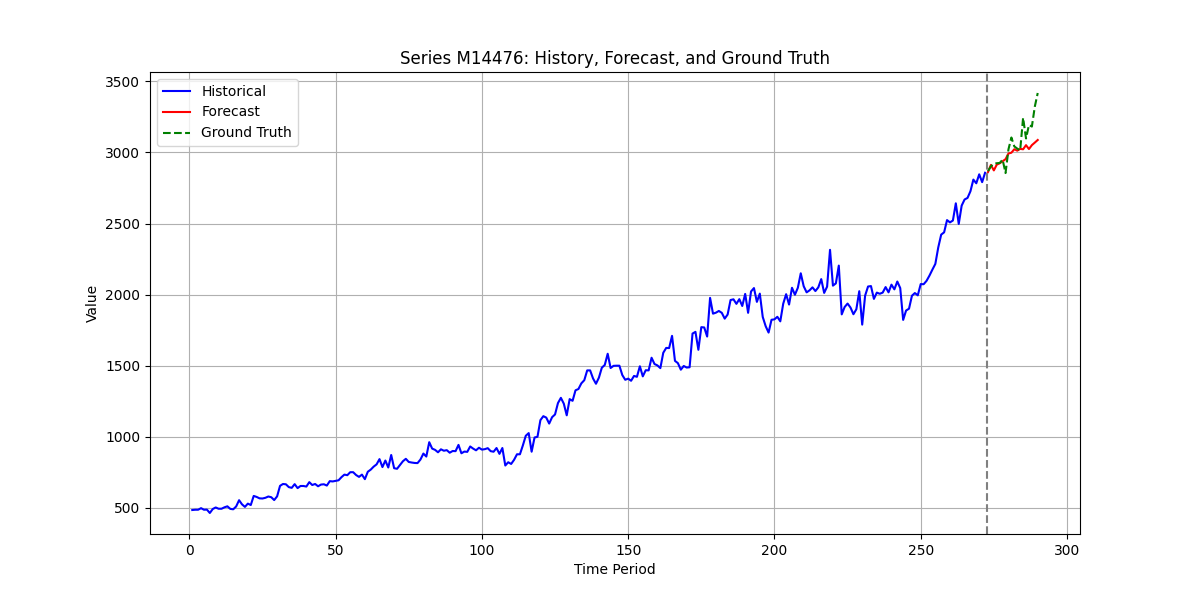 Series M14476: History, Forecast, and Ground Truth
Historical
Forecast
Ground Truth
3500
3000
2500
2000
1500
1000
500
Value
0 50 100 150 200 250 300
Time Period